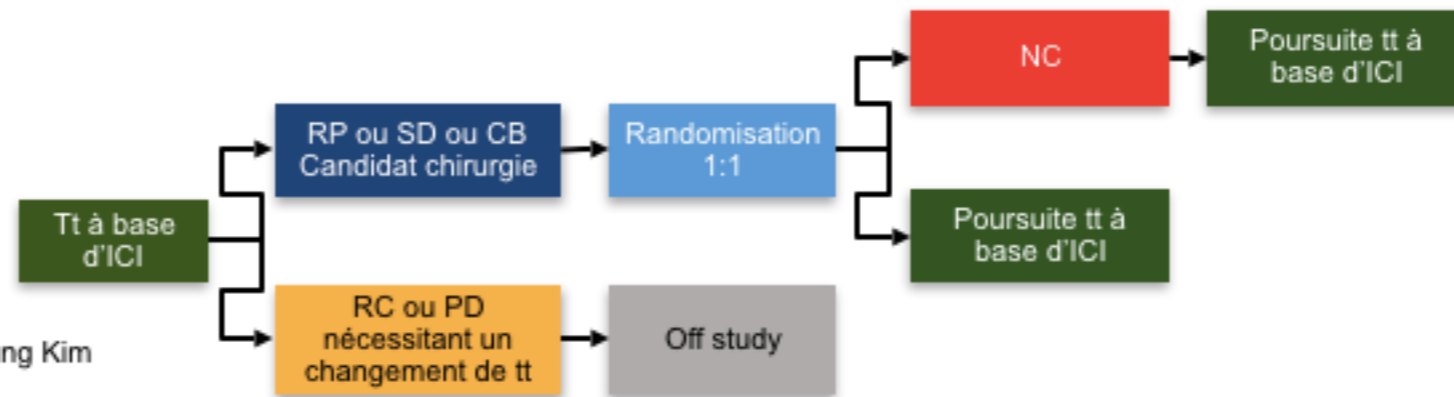 NC
Poursuite tt à
base d'ICI
RP ou SD ou CB
Candidat chirurgie
Randomisation
1:1
Tt à base
d'ICI
Poursuite tt à
base d'ICI
RC ou PD
nécessitant un
changement de tt
Off study
Kim